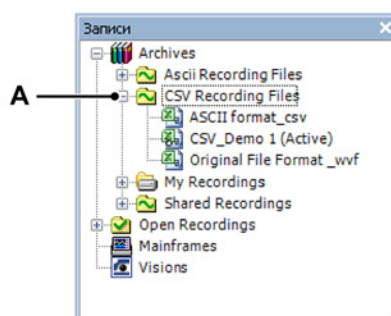 Записи
Archives
Ascii Recording Files
A
CSV Recording Files
ASCII format_csv
CSV_Demo 1 (Active)
Original File Format _wvf
My Recordings
Shared Recordings
Open Recordings
Mainframes
Visions